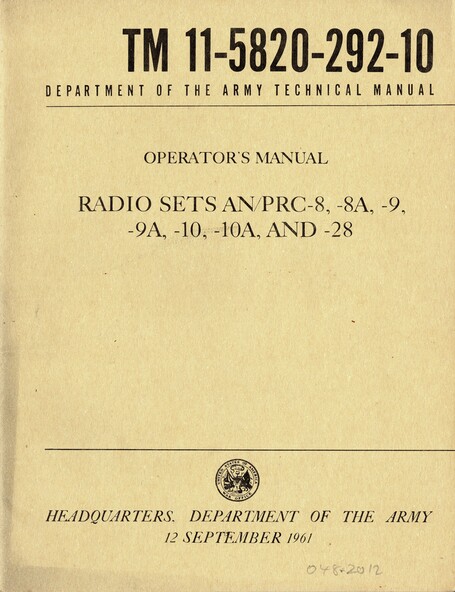 TM 11-5820-292-10
DEPARTMENT OF THE ARMY TECHNICAL MANUAL
OPERATOR'S MANUAL
RADIO SETS AN/PRC-8, -8A, -9,
-9A, -10, -10A, AND -28
HEADQUARTERS, DEPARTMENT OF THE ARMY
12 SEPTEMBER 1961
048-2012